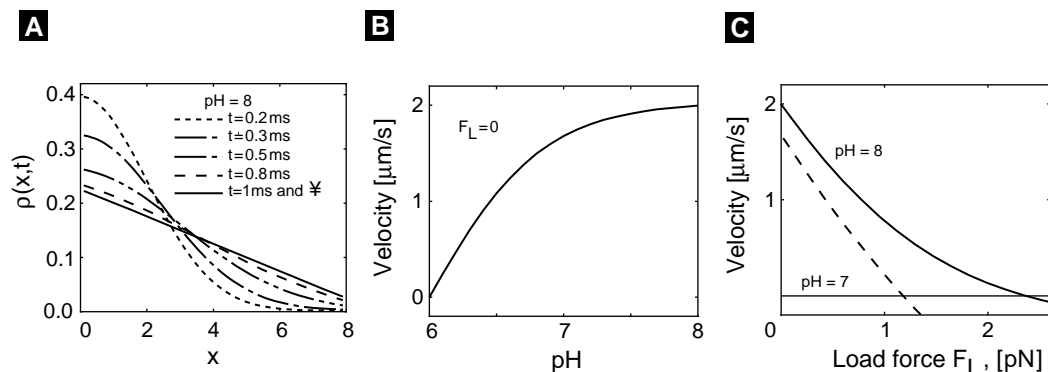 A
0.4
0.3
0.2
0.1
0.0
ρ(x,t)
pH = 8
t=0.2ms
t=0.3ms
t=0.5ms
t=0.8ms
t=1ms and ¥
0 2 4 6 8
x
B
2
1
0
Velocity [µm/s]
F_L=0
6 7 8
pH
C
2
1
Velocity [µm/s]
pH = 8
pH = 7
0 1 2
Load force F_L , [pN]